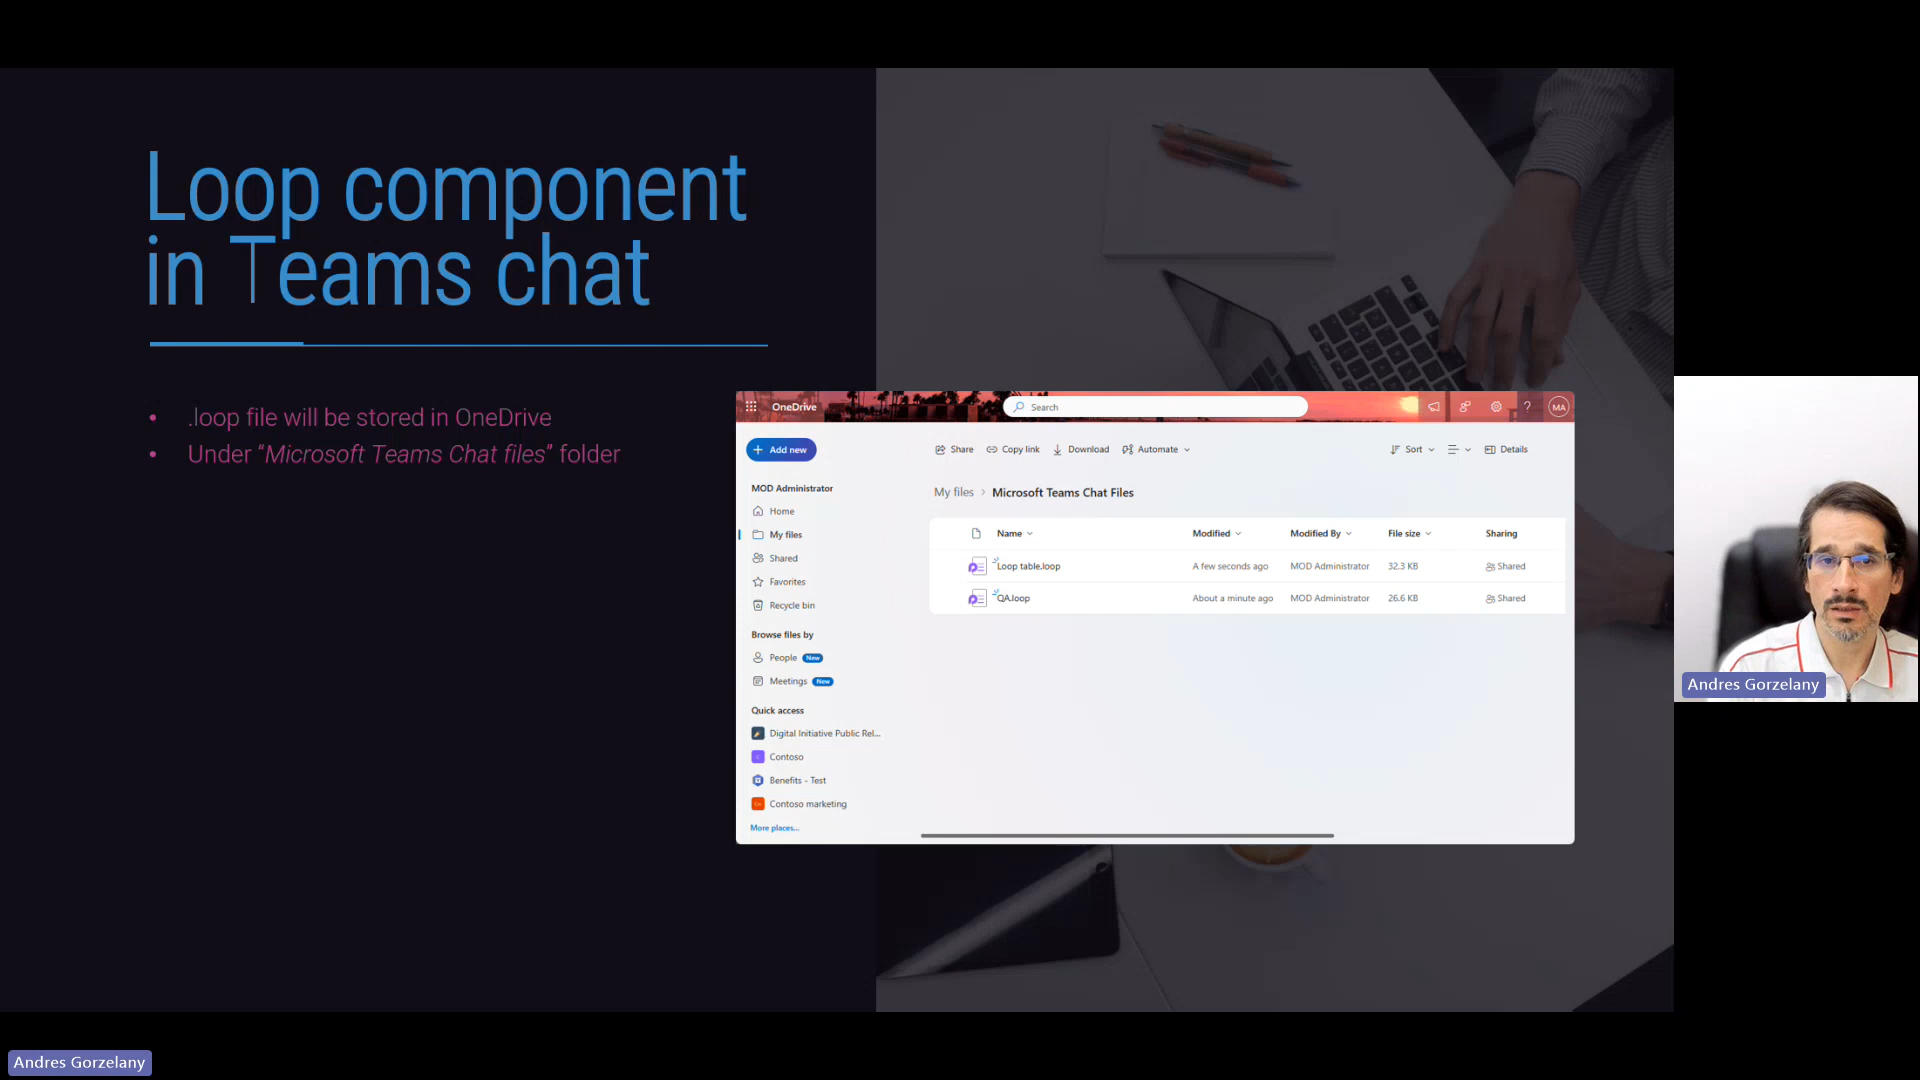 Loop component
in Teams chat
• .loop file will be stored in OneDrive
• Under “Microsoft Teams Chat files” folder
OneDrive
Search
?
MA
Add new
Share
Copy link
Download
Automate
Sort
Details
MOD Administrator
Home
My files
Shared
Favorites
Recycle bin
Browse files by
People New
Meetings New
Quick access
Digital Initiative Public Rel...
Contoso
Benefits - Test
Contoso marketing
More places...
My files > Microsoft Teams Chat Files
Name Modified Modified By File size Sharing
Loop table.loop A few seconds ago MOD Administrator 32.3 KB Shared
QA.loop About a minute ago MOD Administrator 26.6 KB Shared
Andres Gorzelany
Andres Gorzelany